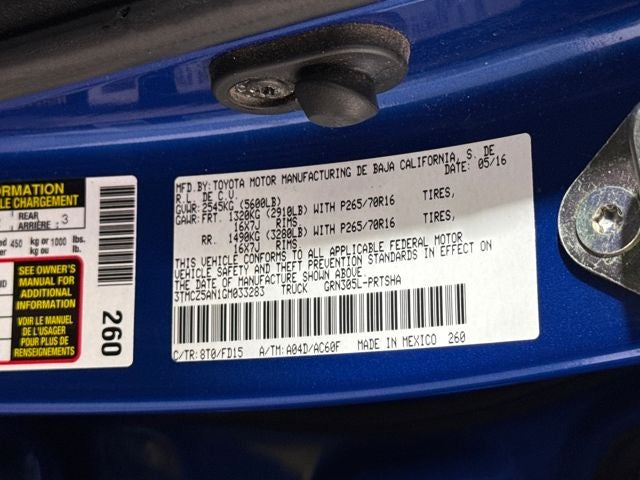 ORMATION
LE CHARGEMENT
REAR
ARRIÈRE 3
450 kg or 1000 lbs.
kg ou lb.
SEE OWNER'S
MANUAL FOR
ADDITIONAL
INFORMATION
VOIR LE MANUEL
DE L'USAGER
POUR PLUS DE
RENSEIGNEMENTS
260
MFD.BY:TOYOTA MOTOR MANUFACTURING DE BAJA CALIFORNIA, S. DE
R.L. DE C.V. DATE: 05/16
GVWR:2545KG (5600LB)
GAWR:FRT. 1320KG (2910LB) WITH P265/70R16 TIRES,
16X7J RIMS
RR. 1490KG (3280LB) WITH P265/70R16 TIRES,
16X7J RIMS
THIS VEHICLE CONFORMS TO ALL APPLICABLE FEDERAL MOTOR
VEHICLE SAFETY AND THEFT PREVENTION STANDARDS IN EFFECT ON
THE DATE OF MANUFACTURE SHOWN ABOVE.
3TMCZ5AN1GM033283 TRUCK GRN305L-PRTSHA
C/TR:8T0/FD15 A/TM:A04D/AC60F MADE IN MEXICO 260